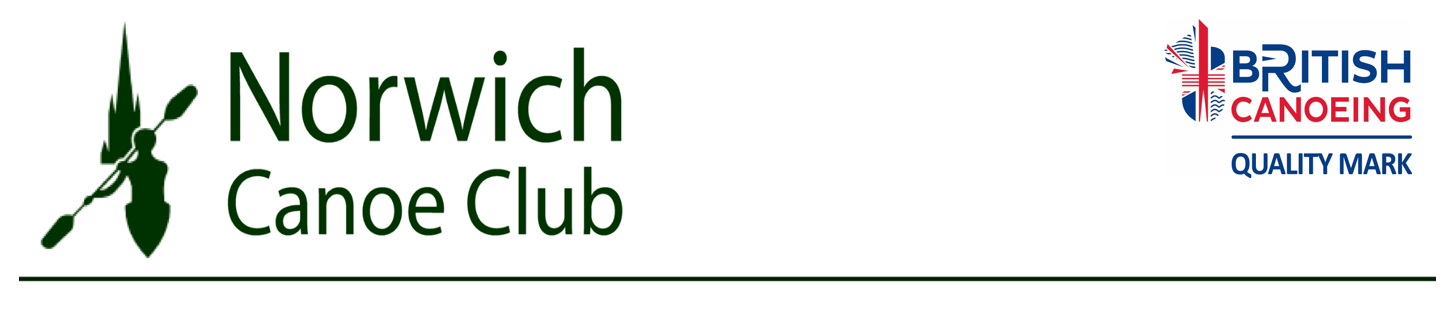 Norwich
Canoe Club
BRITISH
CANOEING
QUALITY MARK